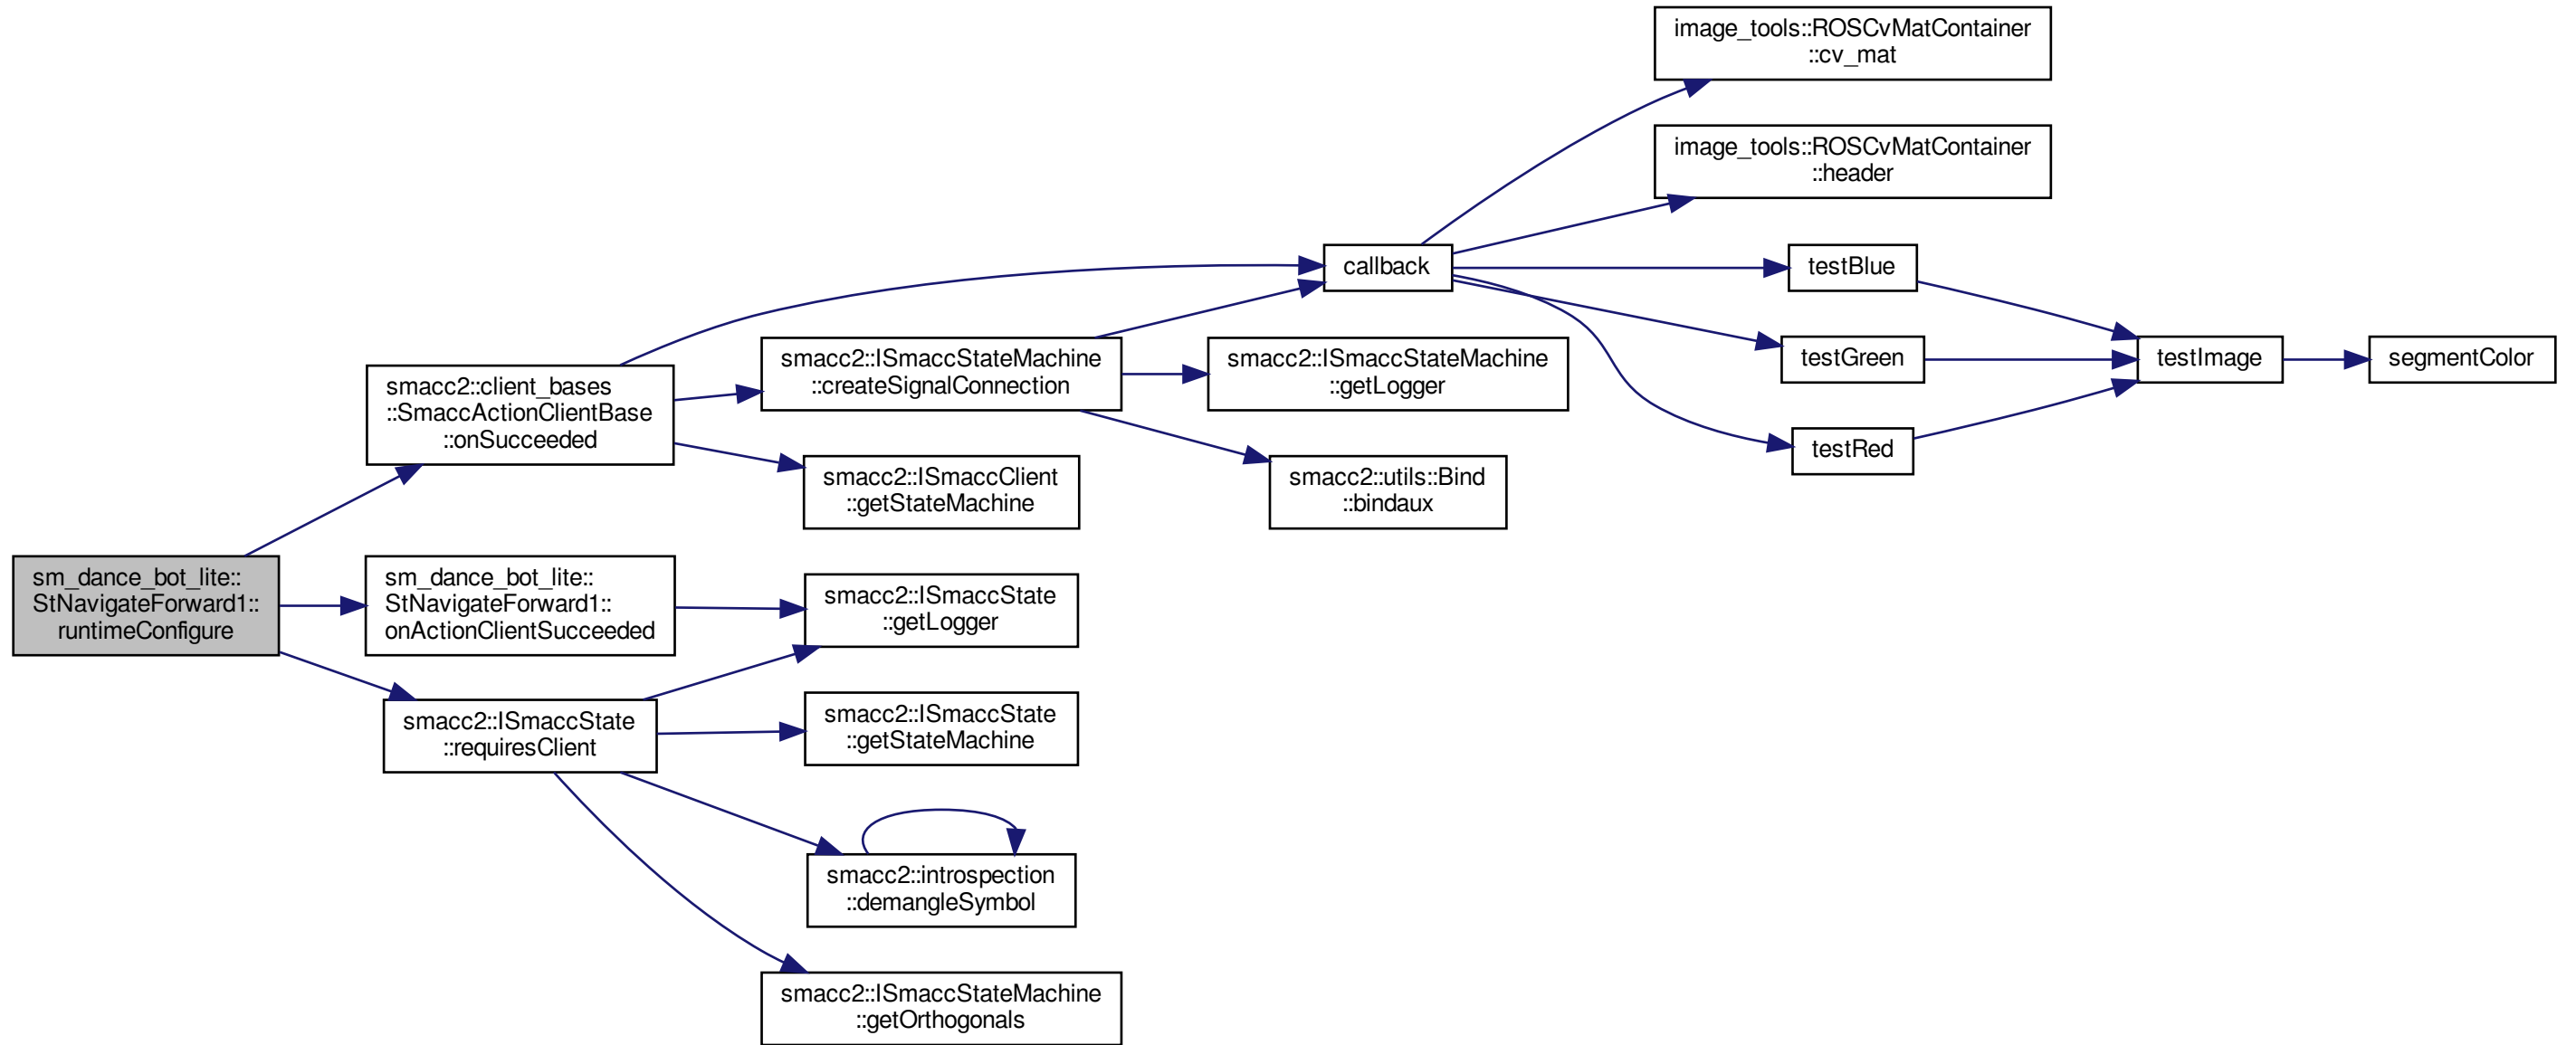 sm_dance_bot_lite::
StNavigateForward1::
runtimeConfigure
smacc2::client_bases
::SmaccActionClientBase
::onSucceeded
sm_dance_bot_lite::
StNavigateForward1::
onActionClientSucceeded
smacc2::ISmaccState
::requiresClient
smacc2::ISmaccStateMachine
::createSignalConnection
smacc2::ISmaccClient
::getStateMachine
smacc2::ISmaccState
::getLogger
smacc2::ISmaccState
::getStateMachine
smacc2::introspection
::demangleSymbol
smacc2::ISmaccStateMachine
::getOrthogonals
callback
smacc2::ISmaccStateMachine
::getLogger
smacc2::utils::Bind
::bindaux
image_tools::ROSCvMatContainer
::cv_mat
image_tools::ROSCvMatContainer
::header
testBlue
testGreen
testRed
testImage
segmentColor